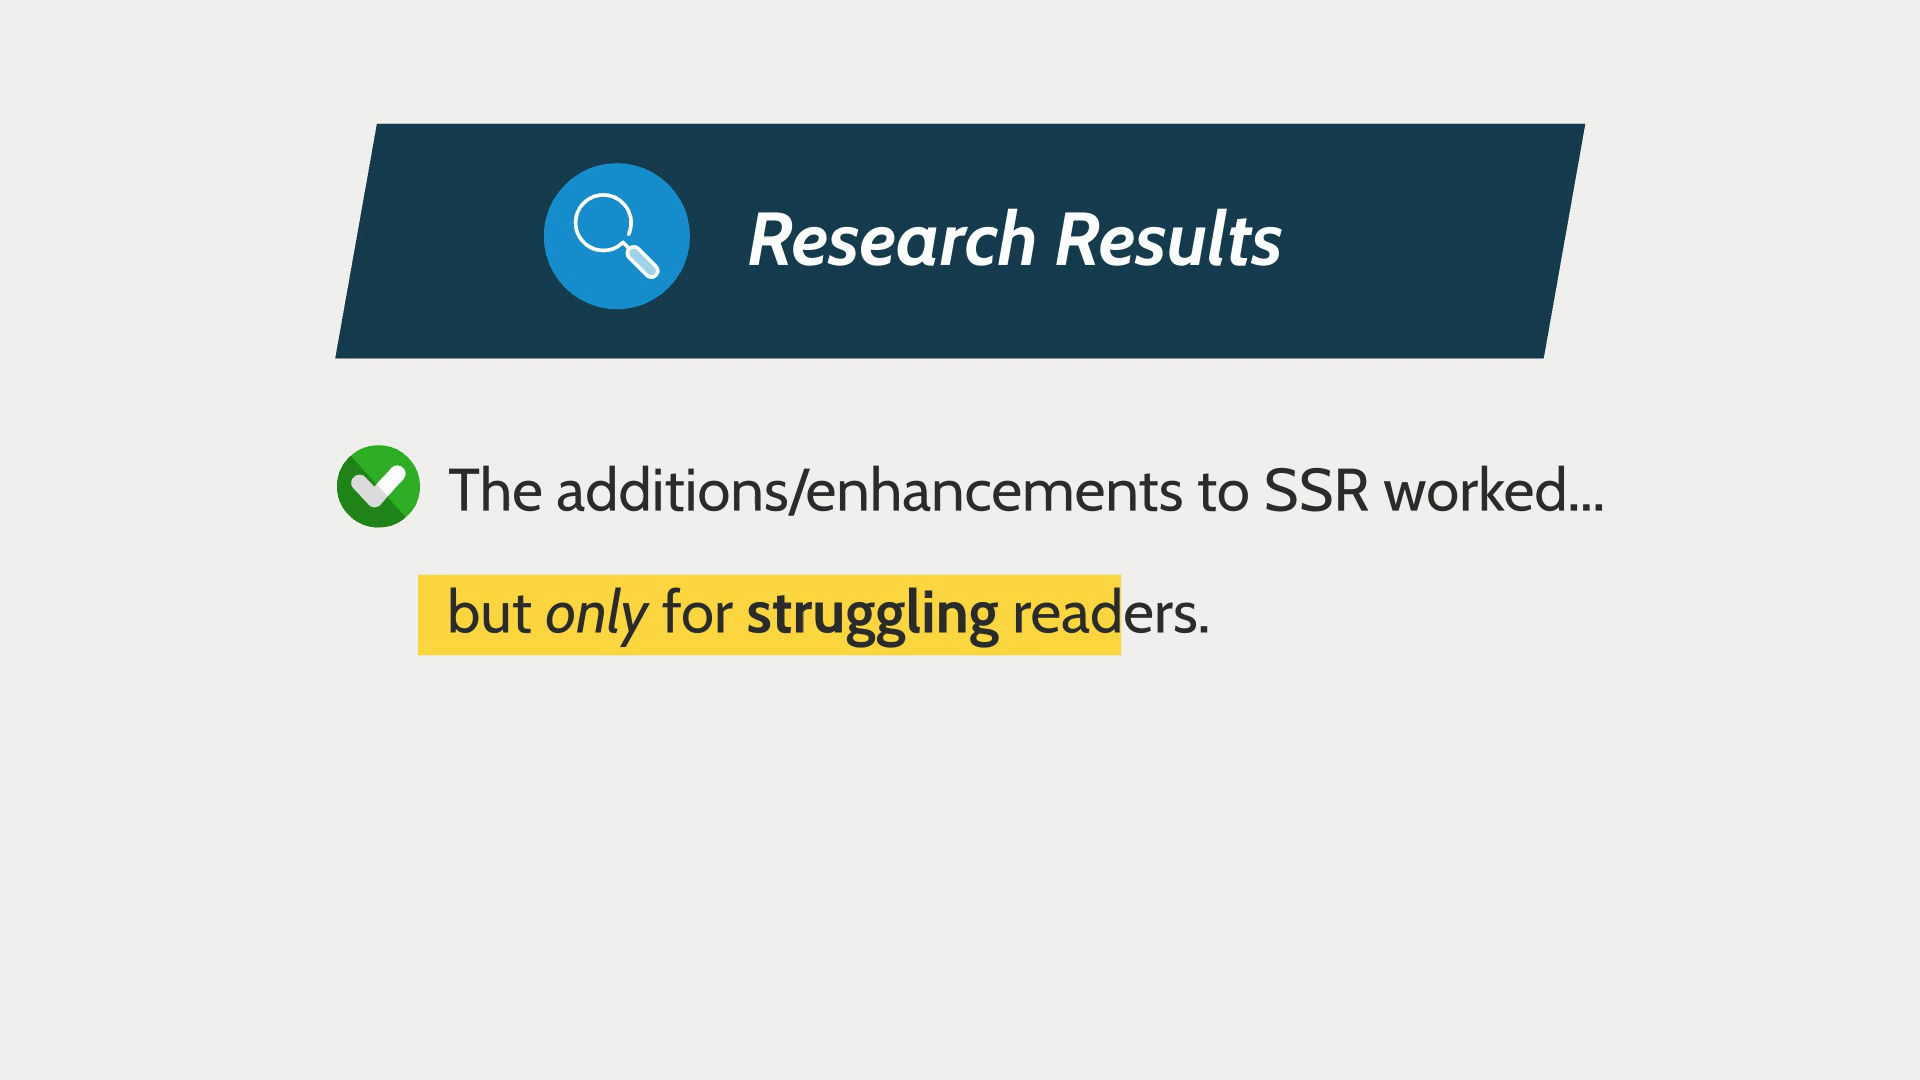 Research Results
The additions/enhancements to SSR worked...
but only for struggling readers.